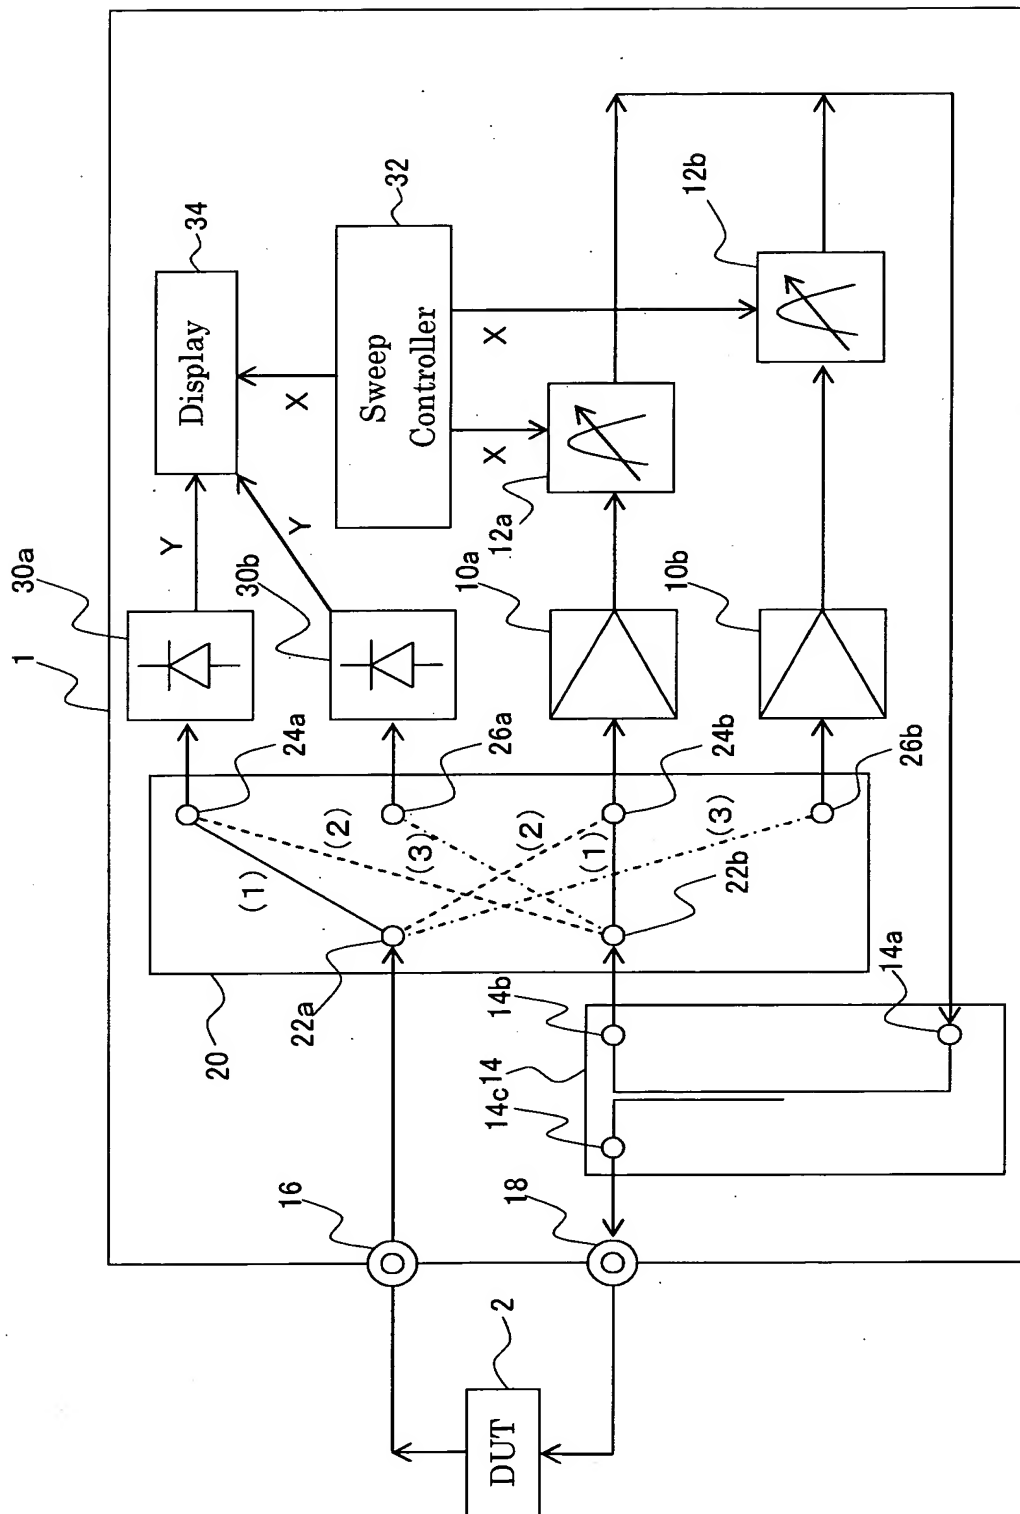 1
30a
34
32
12b
Display
Sweep
Controller
X
X
X
Y
Y
30b
12a
10a
10b
24a
26a
24b
26b
(1)
(2)
(3)
(2)
(1)
(3)
22a
22b
20
14b
14
14c
14a
16
18
2
DUT